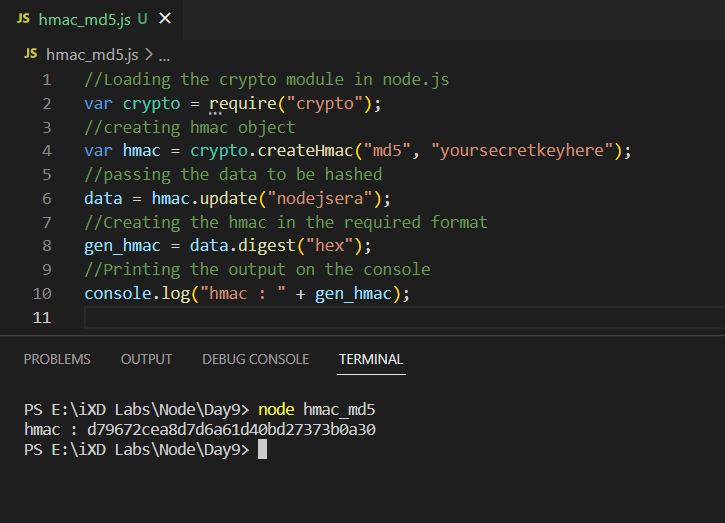 JS hmac_md5.js U ×
JS hmac_md5.js > ...
1 //Loading the crypto module in node.js
2 var crypto = require("crypto");
3 //creating hmac object
4 var hmac = crypto.createHmac("md5", "yoursecretkeyhere");
5 //passing the data to be hashed
6 data = hmac.update("nodejsera");
7 //Creating the hmac in the required format
8 gen_hmac = data.digest("hex");
9 //Printing the output on the console
10 console.log("hmac : " + gen_hmac);
11
PROBLEMS OUTPUT DEBUG CONSOLE TERMINAL
PS E:\iXD Labs\Node\Day9> node hmac_md5
hmac : d79672cea8d7d6a61d40bd27373b0a30
PS E:\iXD Labs\Node\Day9>